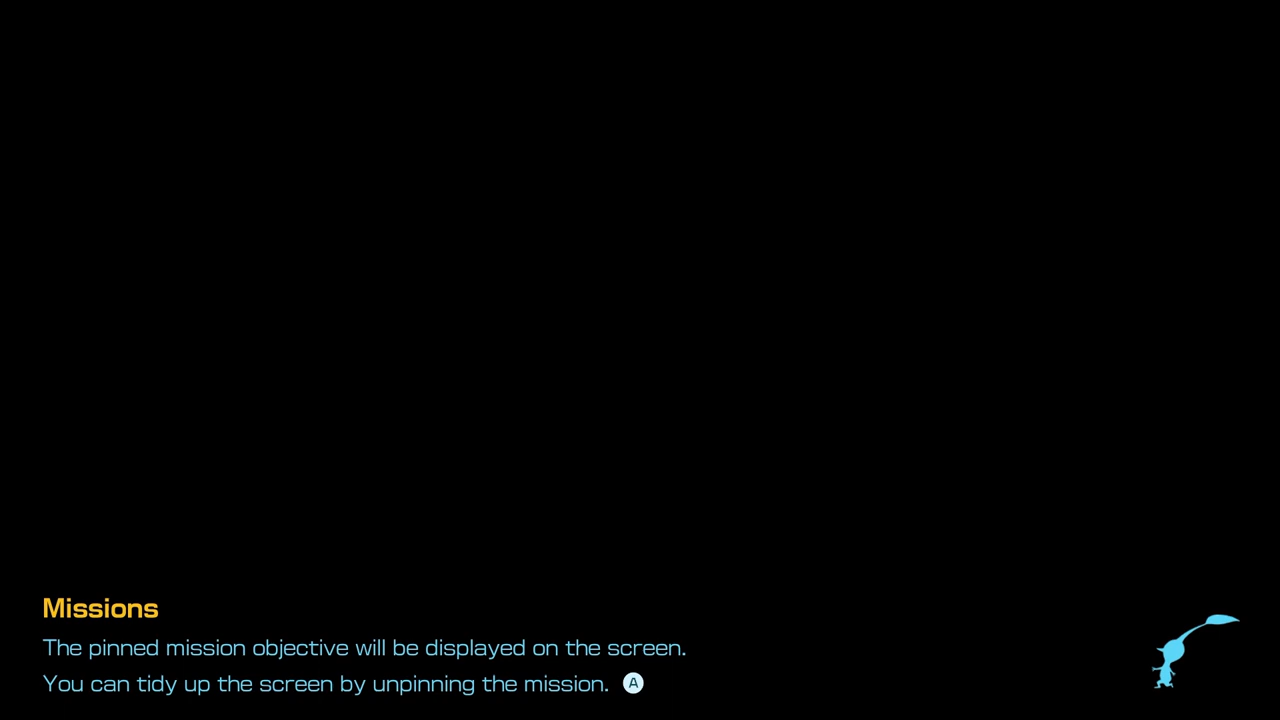 Missions
The pinned mission objective will be displayed on the screen.
You can tidy up the screen by unpinning the mission. A